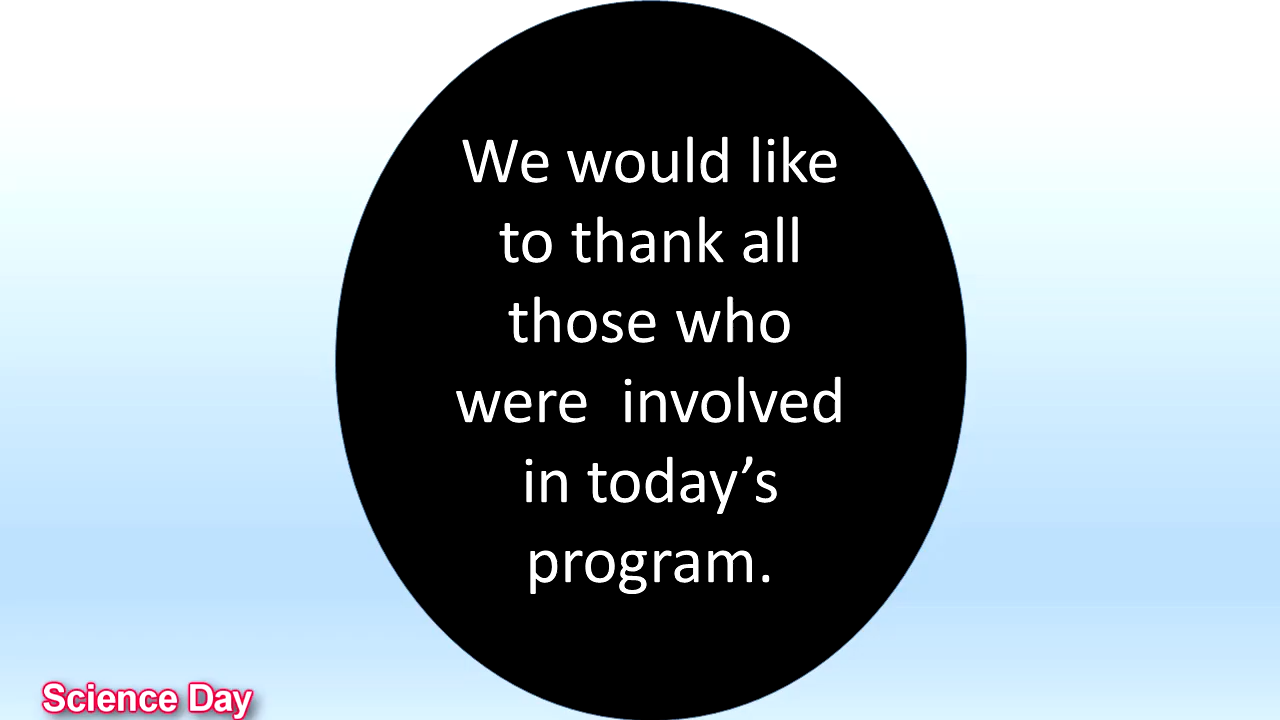 We would like
to thank all
those who
were  involved
in today’s
program.
Science Day